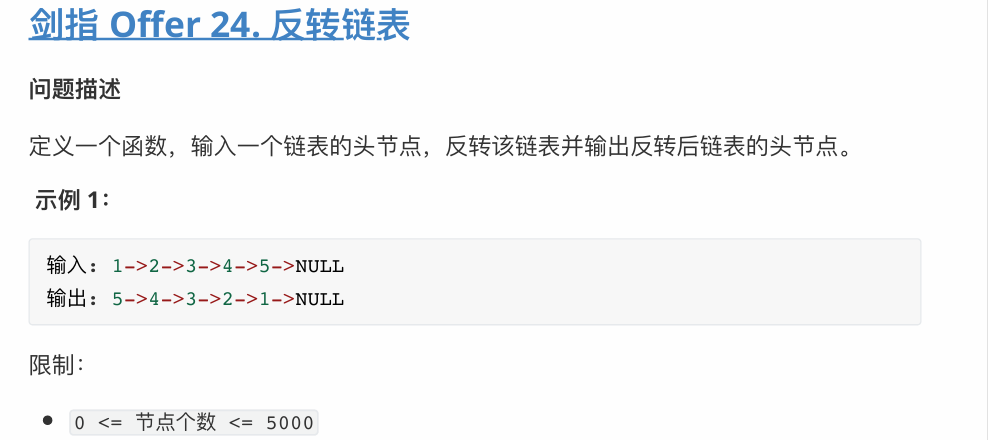 剑指 Offer 24. 反转链表
问题描述
定义一个函数，输入一个链表的头节点，反转该链表并输出反转后链表的头节点。
示例 1：
输入: 1->2->3->4->5->NULL
输出: 5->4->3->2->1->NULL
限制：
0 <= 节点个数 <= 5000